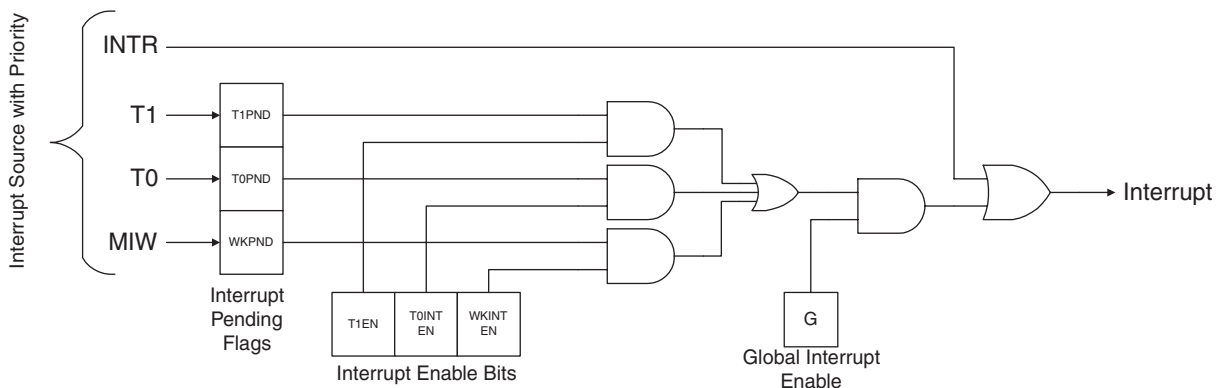 Interrupt Source with Priority
INTR
T1
T1PND
T0
T0PND
Interrupt
MIW
WKPND
Interrupt
Pending
Flags
T1EN
T0INT
EN
WKINT
EN
Interrupt Enable Bits
G
Global Interrupt
Enable